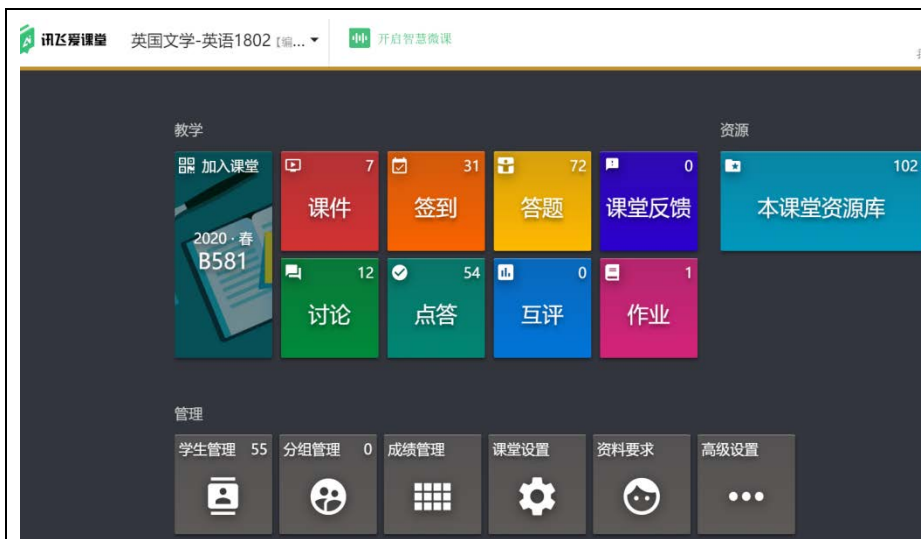 讯飞爱课堂 英国文学-英语1802 [编... 开启智慧微课
教学
资源
加入课堂
2020·春
B581
7
课件
31
签到
72
答题
0
课堂反馈
102
本课堂资源库
12
讨论
54
点答
0
互评
1
作业
管理
学生管理 55
分组管理 0
成绩管理
课堂设置
资料要求
高级设置